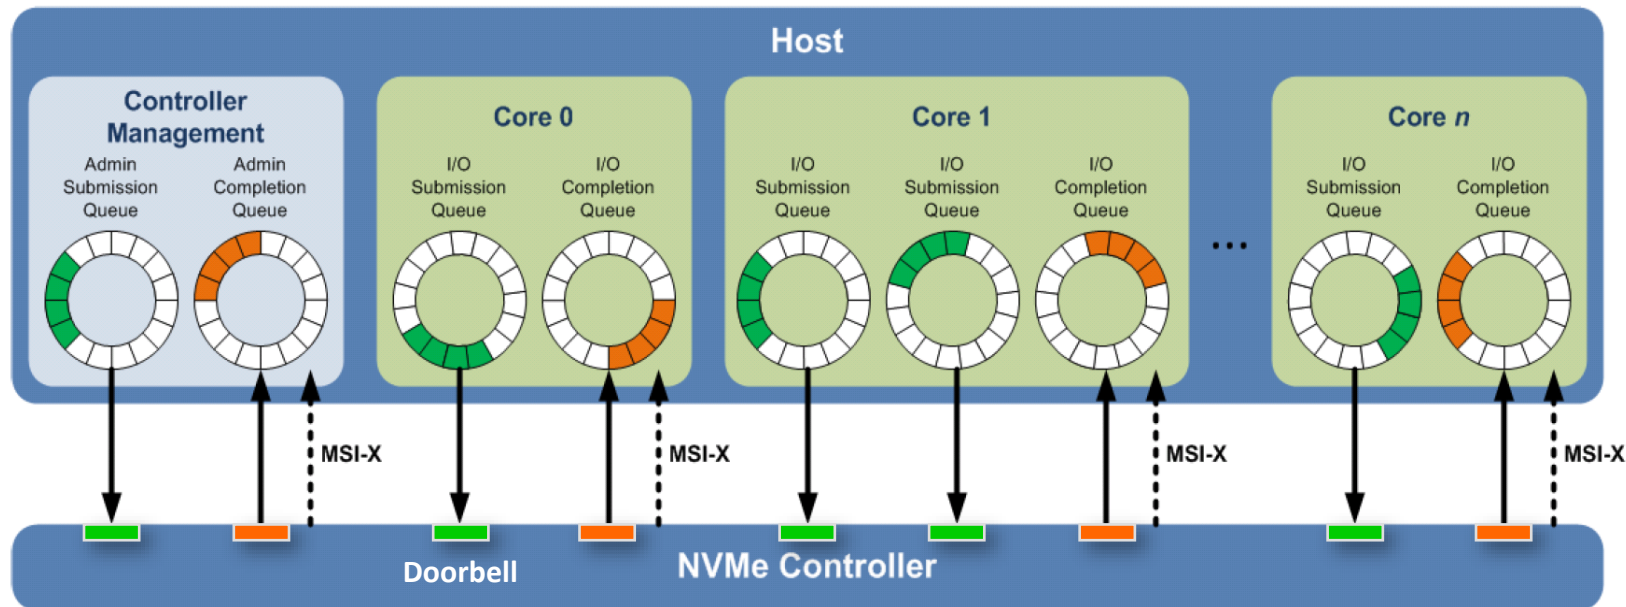 Host
Controller
Management
Admin
Submission
Queue
Admin
Completion
Queue
Core 0
I/O
Submission
Queue
I/O
Completion
Queue
Core 1
I/O
Submission
Queue
I/O
Submission
Queue
I/O
Completion
Queue
...
Core n
I/O
Submission
Queue
I/O
Completion
Queue
MSI-X
MSI-X
MSI-X
MSI-X
Doorbell
NVMe Controller